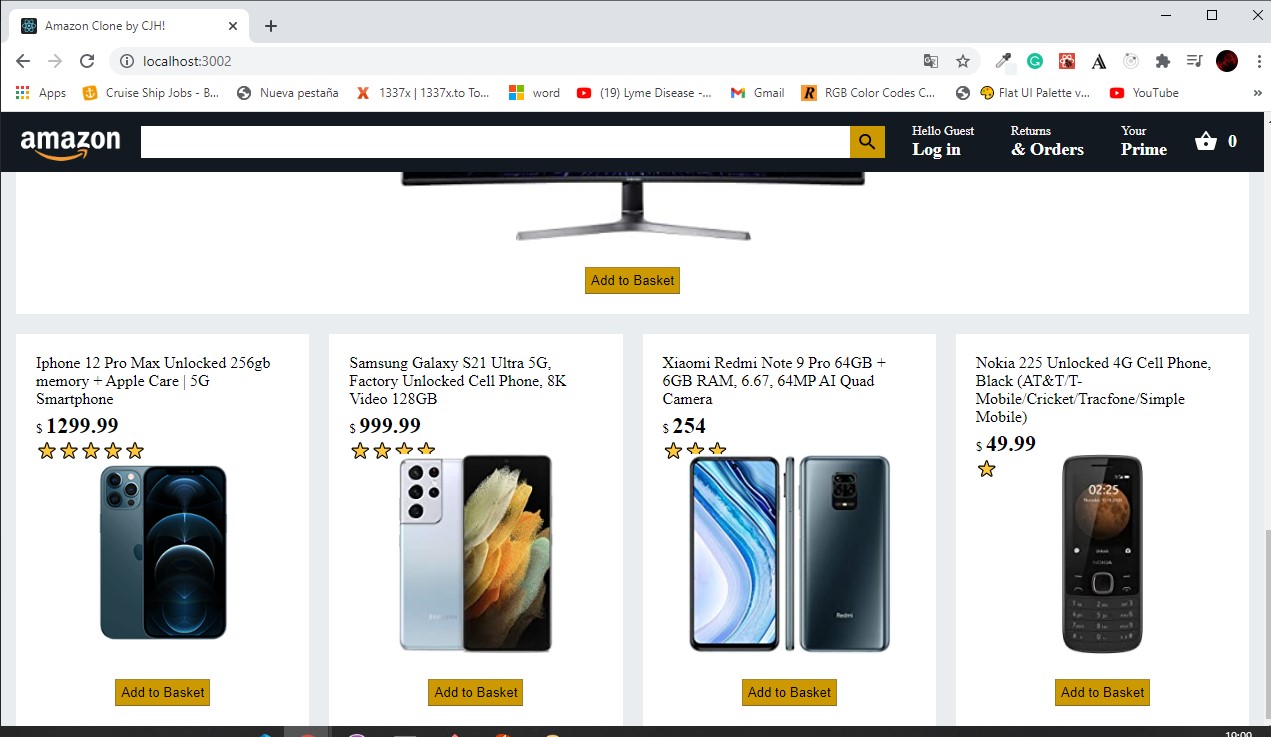 Amazon Clone by CJH!
localhost:3002
Apps
Cruise Ship Jobs - B...
Nueva pestaña
1337x | 1337x.to To...
word
(19) Lyme Disease -...
Gmail
RGB Color Codes C...
Flat UI Palette v...
YouTube
amazon
Hello Guest
Log in
Returns
& Orders
Your
Prime
0
Add to Basket
Iphone 12 Pro Max Unlocked 256gb
memory + Apple Care | 5G
Smartphone
$ 1299.99
Samsung Galaxy S21 Ultra 5G,
Factory Unlocked Cell Phone, 8K
Video 128GB
$ 999.99
Xiaomi Redmi Note 9 Pro 64GB +
6GB RAM, 6.67, 64MP AI Quad
Camera
$ 254
Redmi
Nokia 225 Unlocked 4G Cell Phone,
Black (AT&T/T-
Mobile/Cricket/Tracfone/Simple
Mobile)
$ 49.99
02:25
NOKIA
Add to Basket
Add to Basket
Add to Basket
Add to Basket